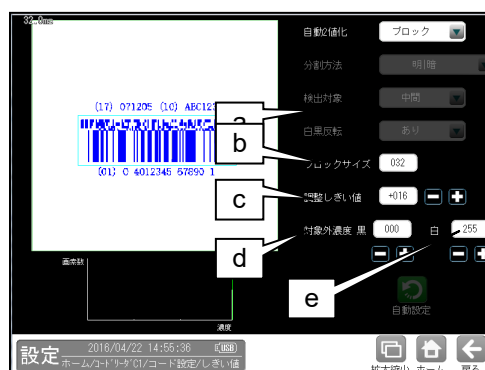 32.0ms
自動2値化 ブロック
分割方法 明|暗
検出対象 中間
白黒反転 あり
ブロックサイズ 032
調整しきい値 +016
対象外濃度 黒 000 白 255
自動設定
(17) 071205 (10) ABC123
(01) 0 4012345 67890 1
a
b
c
d
e
画素数
濃度
設定
2016/04/22 14:55:36 USB
ホーム/コードリーダC1/コード設定/しきい値
拡大縮小 ホーム 戻る